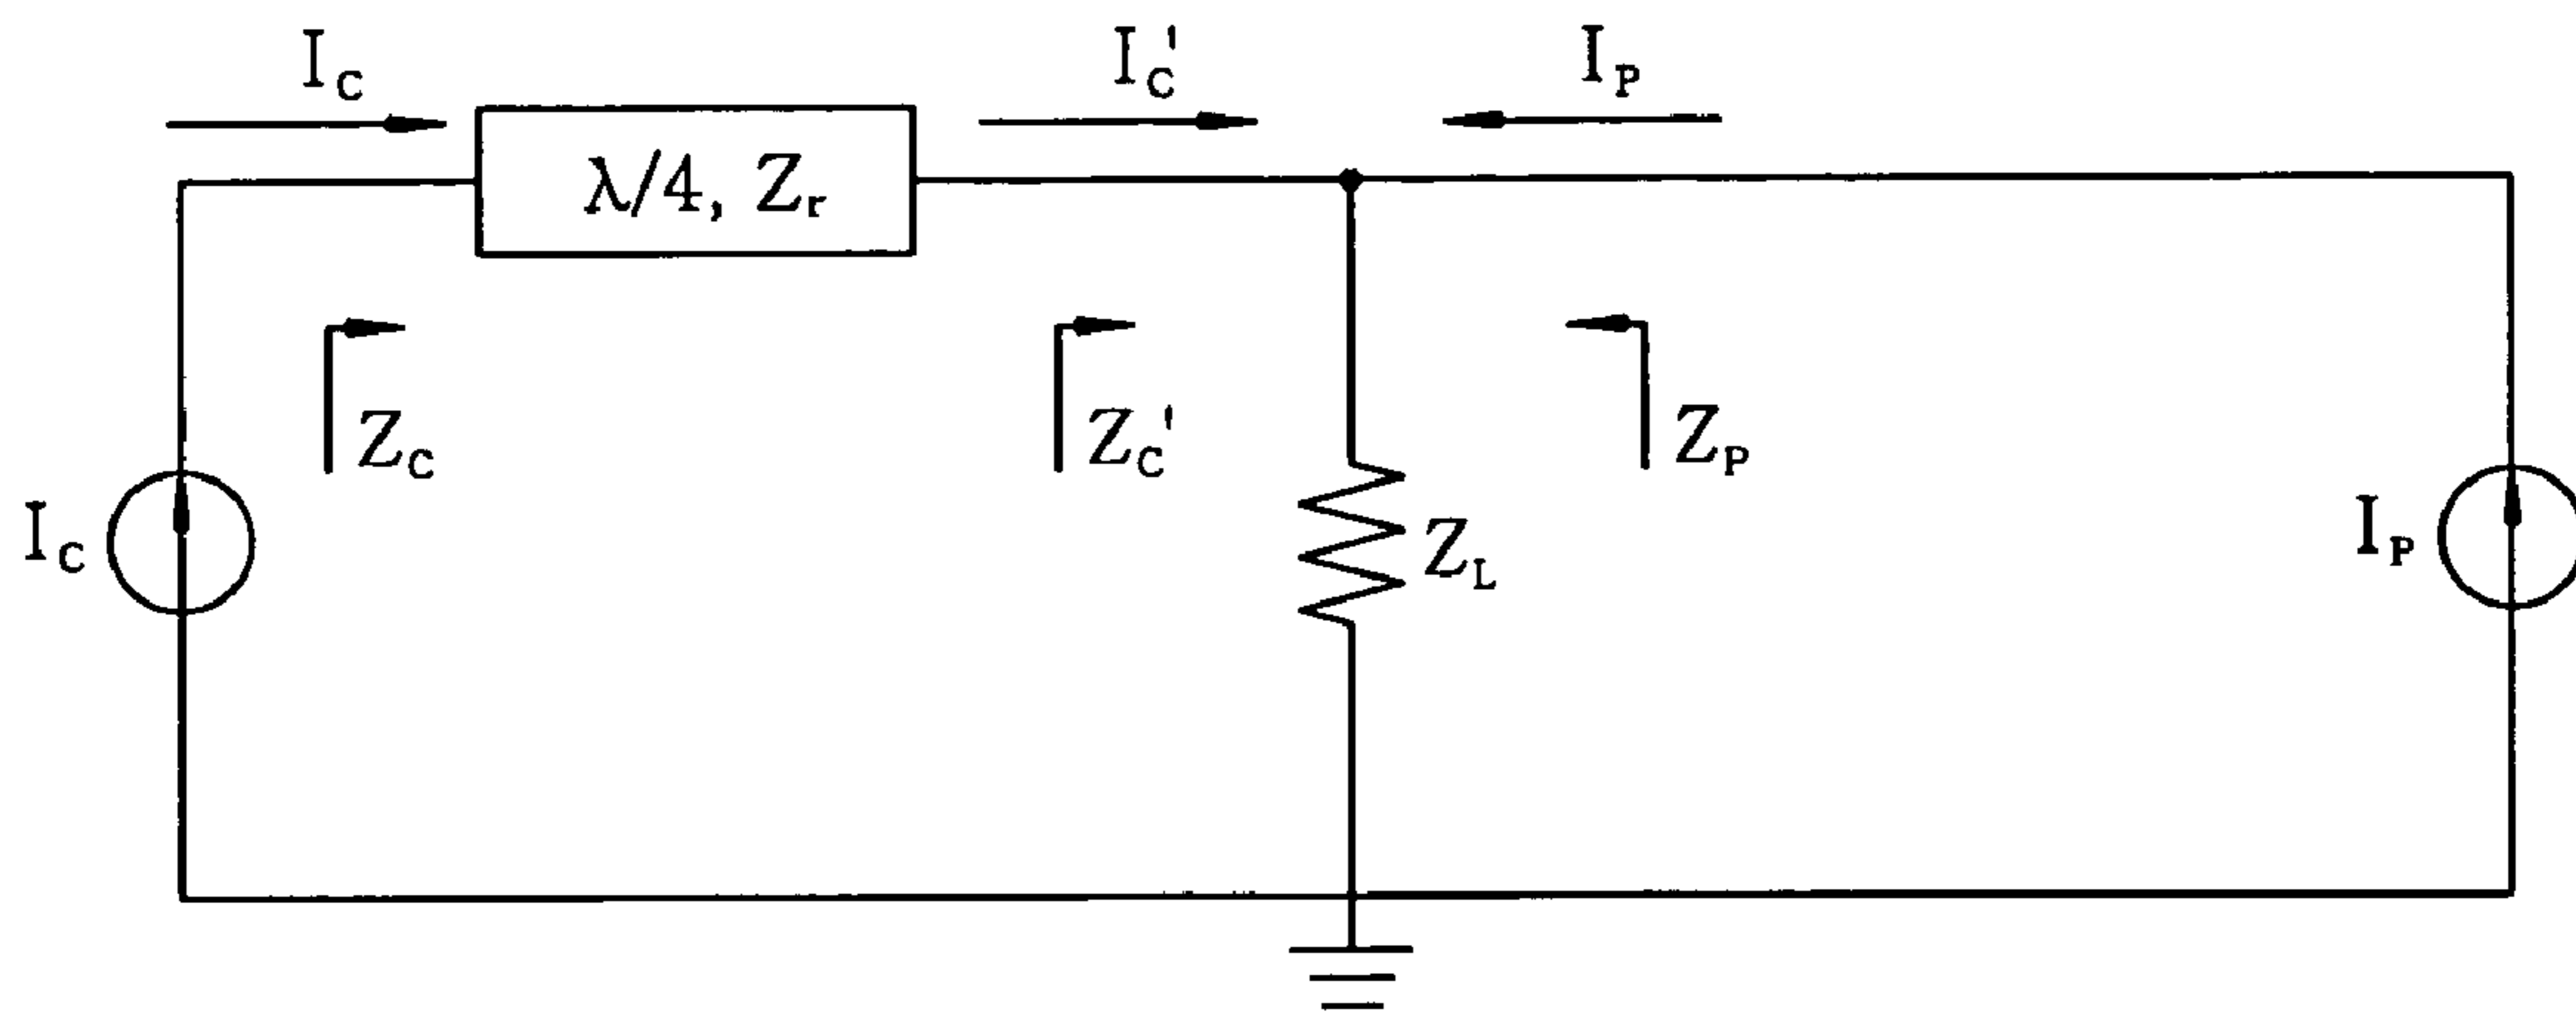 I_C
I_C'
I_P
λ/4, Z_r
Z_C
Z_C'
Z_P
I_C
Z_L
I_P